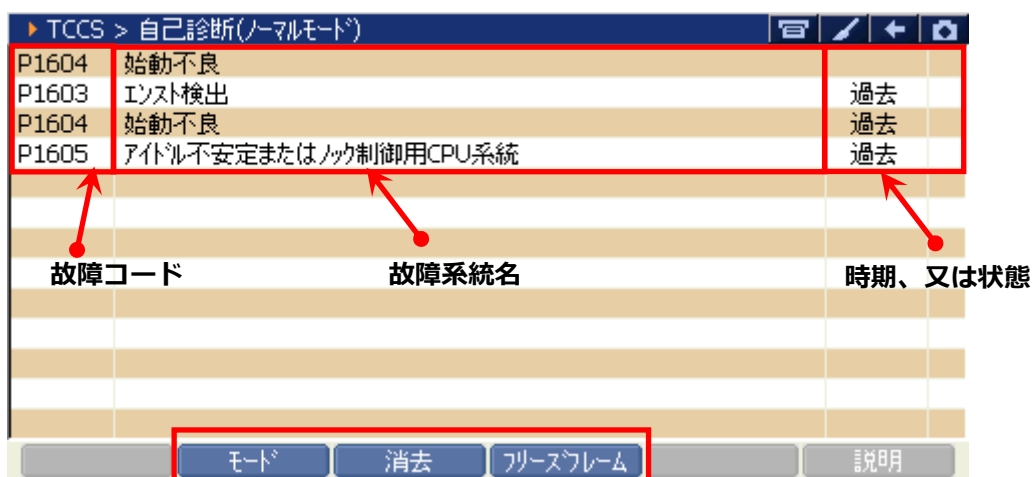 TCCS > 自己診断(ﾉｰﾏﾙﾓｰﾄﾞ)
P1604 始動不良
P1603 ｴﾝｽﾄ検出 過去
P1604 始動不良 過去
P1605 ｱｲﾄﾞﾙ不安定またはﾉｯｸ制御用CPU系統 過去
故障コード 故障系統名 時期、又は状態
ﾓｰﾄﾞ 消去 ﾌﾘｰｽﾞﾌﾚｰﾑ 説明